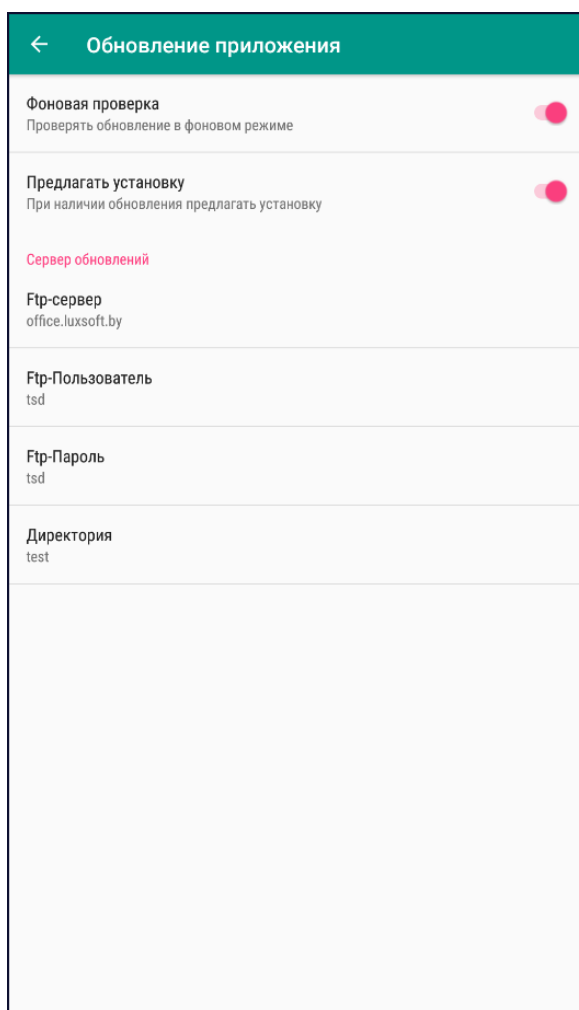 Обновление приложения
Фоновая проверка
Проверять обновление в фоновом режиме
Предлагать установку
При наличии обновления предлагать установку
Сервер обновлений
Ftp-сервер
office.luxsoft.by
Ftp-Пользователь
tsd
Ftp-Пароль
tsd
Директория
test